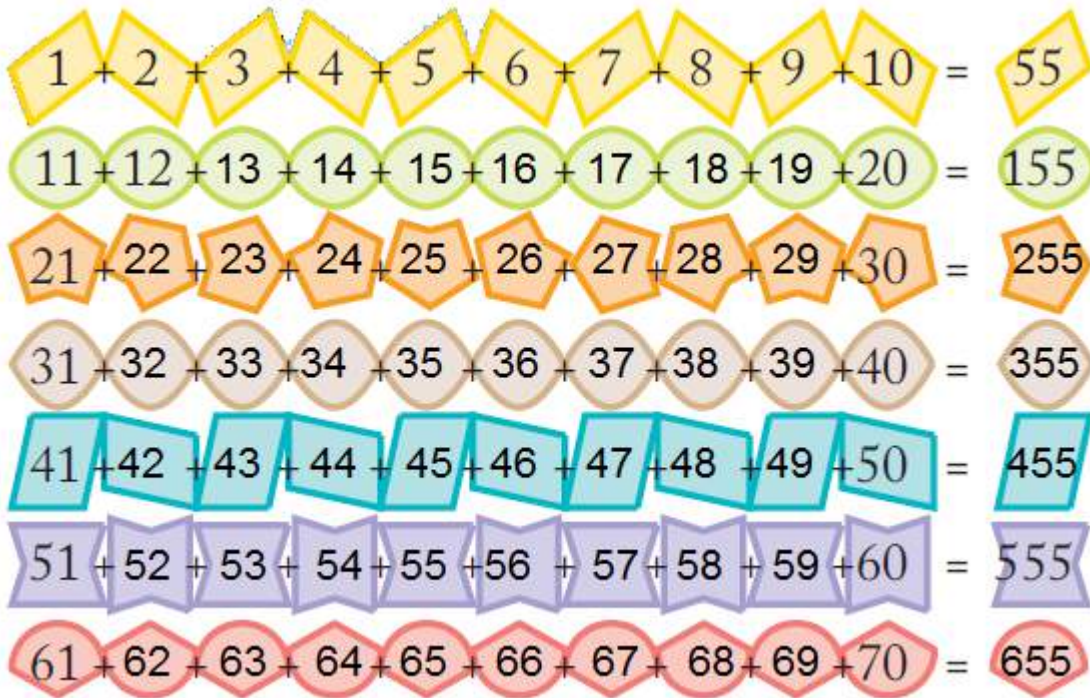 1 + 2 + 3 + 4 + 5 + 6 + 7 + 8 + 9 + 10 = 55
11 + 12 + 13 + 14 + 15 + 16 + 17 + 18 + 19 + 20 = 155
21 + 22 + 23 + 24 + 25 + 26 + 27 + 28 + 29 + 30 = 255
31 + 32 + 33 + 34 + 35 + 36 + 37 + 38 + 39 + 40 = 355
41 + 42 + 43 + 44 + 45 + 46 + 47 + 48 + 49 + 50 = 455
51 + 52 + 53 + 54 + 55 + 56 + 57 + 58 + 59 + 60 = 555
61 + 62 + 63 + 64 + 65 + 66 + 67 + 68 + 69 + 70 = 655